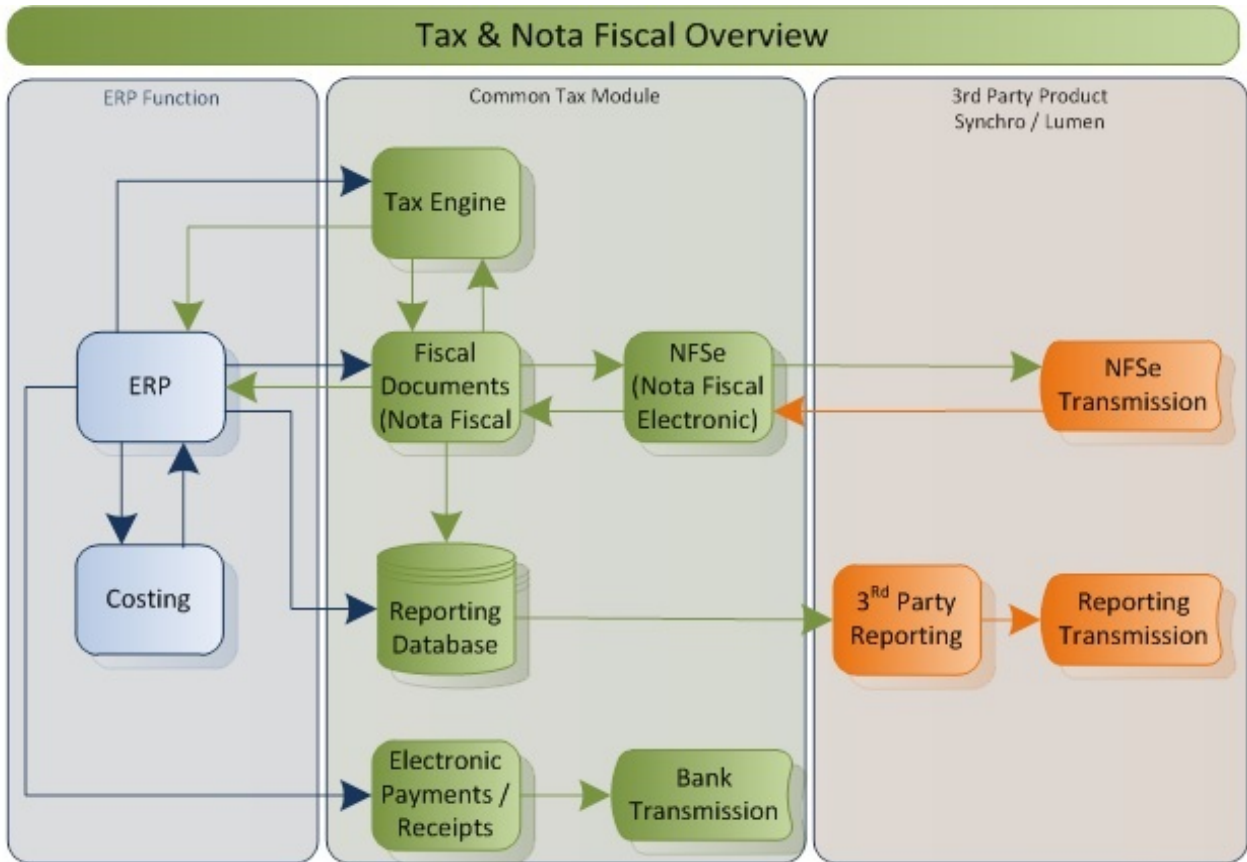 Tax & Nota Fiscal Overview
ERP Function
Common Tax Module
3rd Party Product
Synchro / Lumen
Tax Engine
ERP
Fiscal
Documents
(Nota Fiscal
NFSe
(Nota Fiscal
Electronic)
NFSe
Transmission
Costing
Reporting
Database
3Rd Party
Reporting
Reporting
Transmission
Electronic
Payments /
Receipts
Bank
Transmission